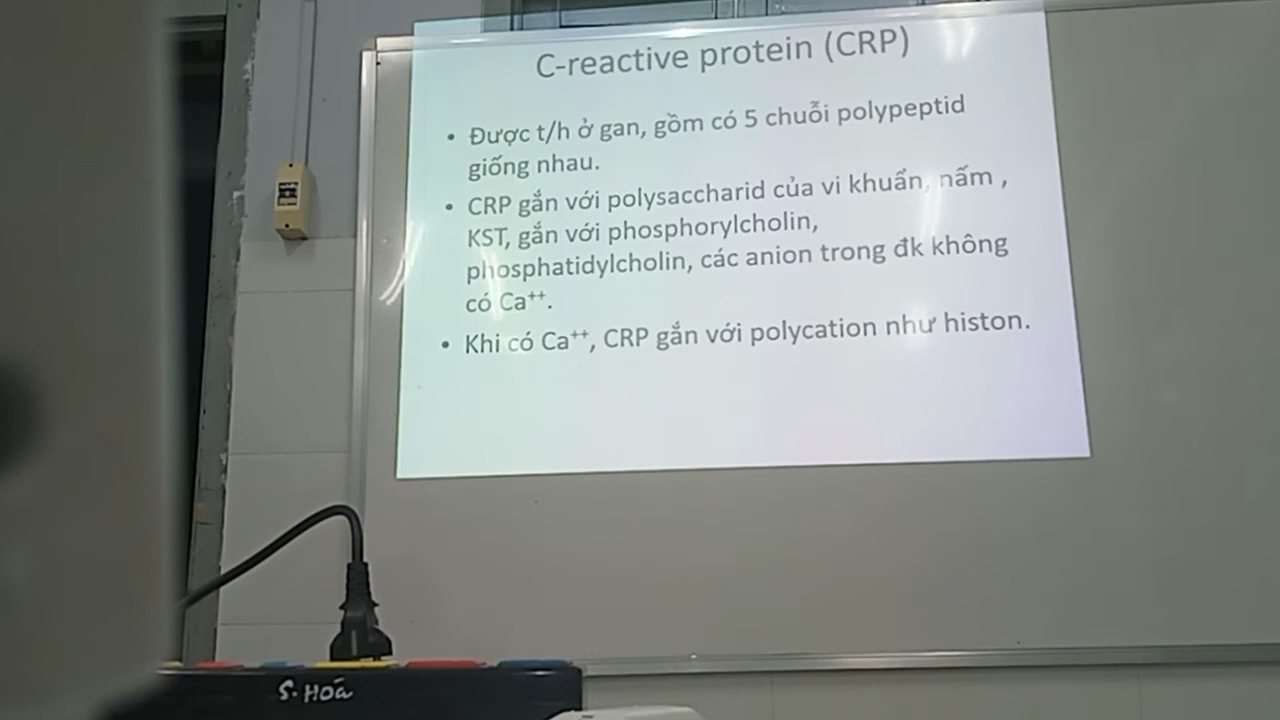 C-reactive protein (CRP)
• Được t/h ở gan, gồm có 5 chuỗi polypeptid
giống nhau.
• CRP gắn với polysaccharid của vi khuẩn, nấm ,
KST, gắn với phosphorylcholin,
phosphatidylcholin, các anion trong đk không
có Ca⁺⁺.
• Khi có Ca⁺⁺, CRP gắn với polycation như histon.
S. Hoá